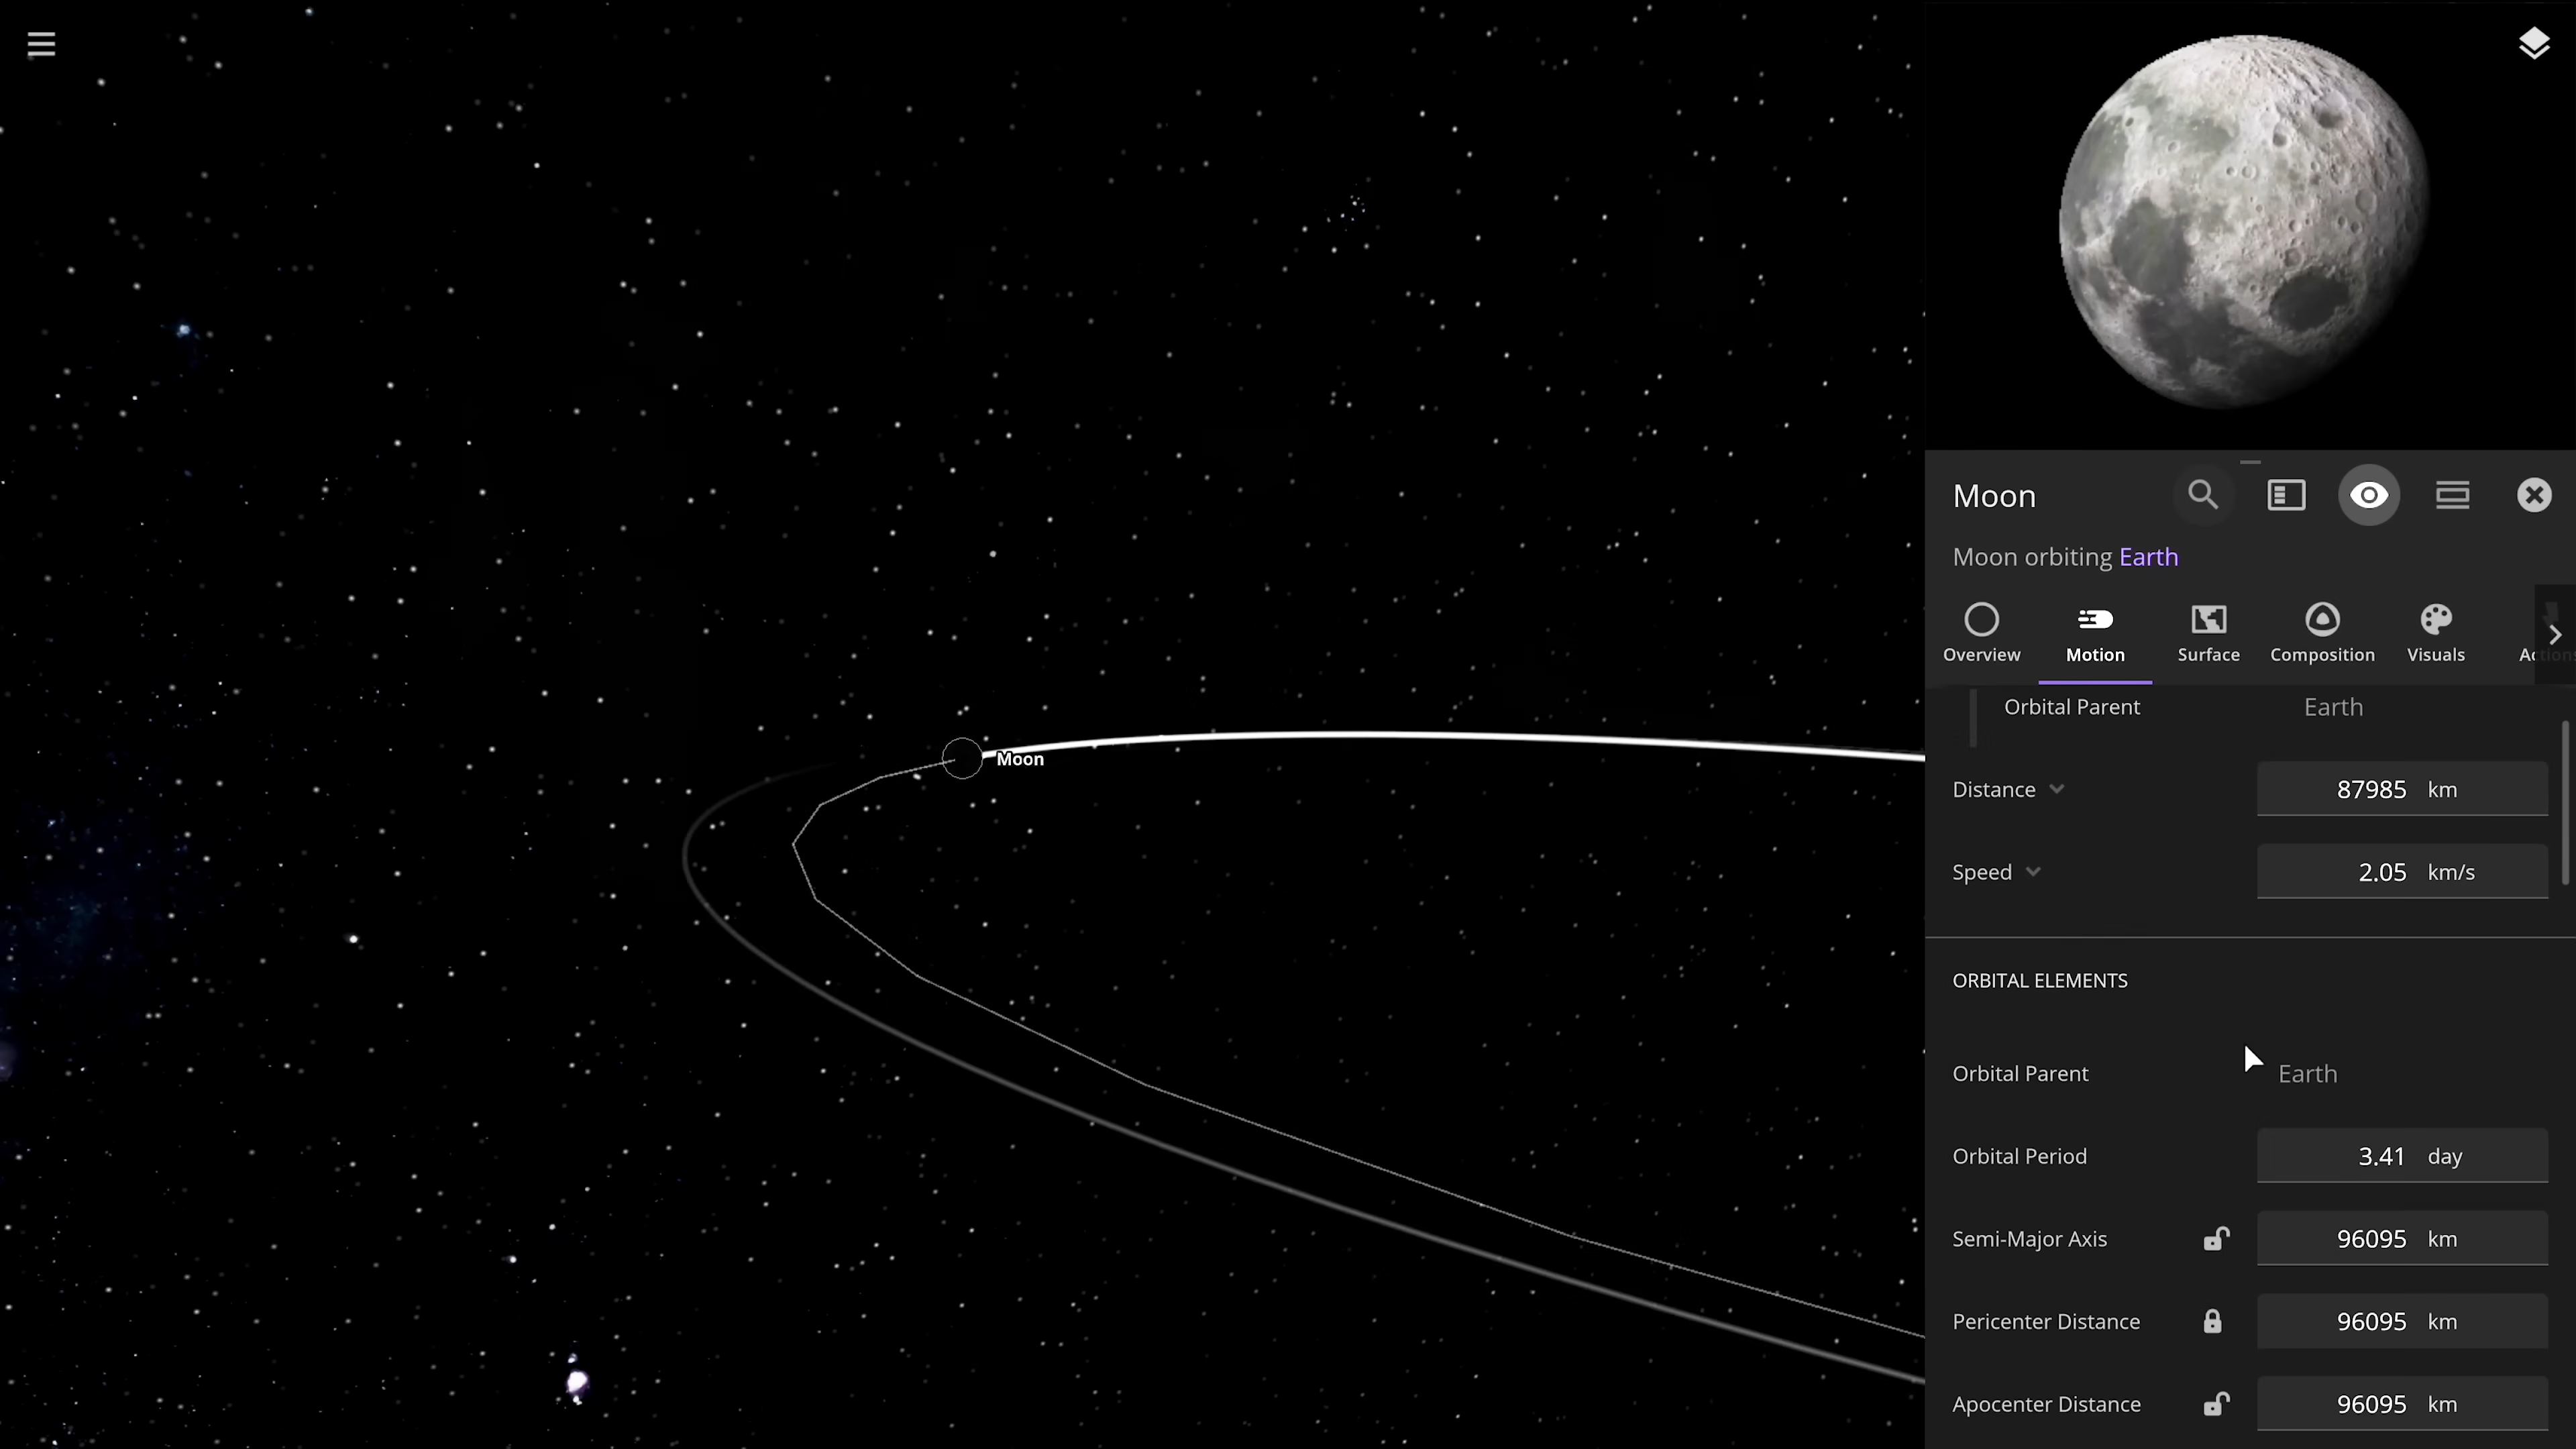 Moon
Moon orbiting Earth
Overview
Motion
Surface
Composition
Visuals
Actions
Orbital Parent Earth
Distance 87985 km
Speed 2.05 km/s
ORBITAL ELEMENTS
Orbital Parent Earth
Orbital Period 3.41 day
Semi-Major Axis 96095 km
Pericenter Distance 96095 km
Apocenter Distance 96095 km
Moon